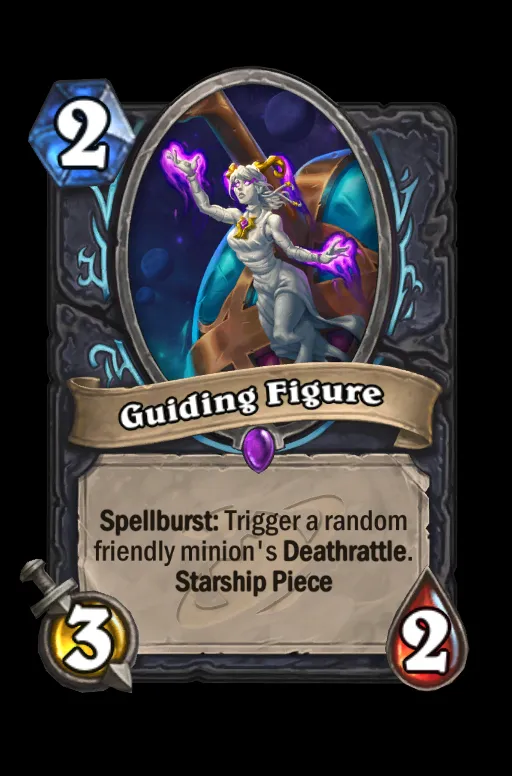 2
Guiding Figure
Spellburst: Trigger a random
friendly minion's Deathrattle.
Starship Piece
3
2